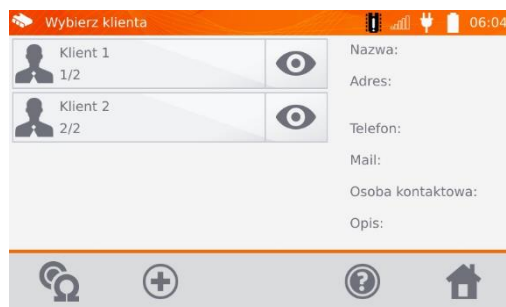 Wybierz klienta
06:04
Klient 1
1/2
Klient 2
2/2
Nazwa:
Adres:
Telefon:
Mail:
Osoba kontaktowa:
Opis: